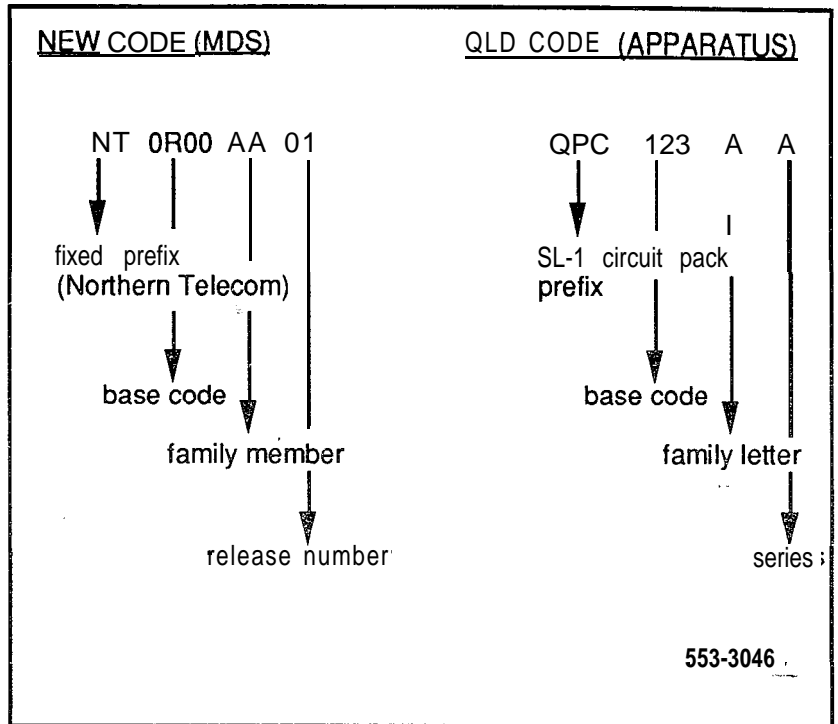 NEW CODE (MDS)
QLD CODE (APPARATUS)
NT 0R00 AA 01
QPC 123 A A
fixed prefix
(Northern Telecom)
SL-1 circuit pack
prefix
base code
base code
family member
family letter
release number
series
553-3046